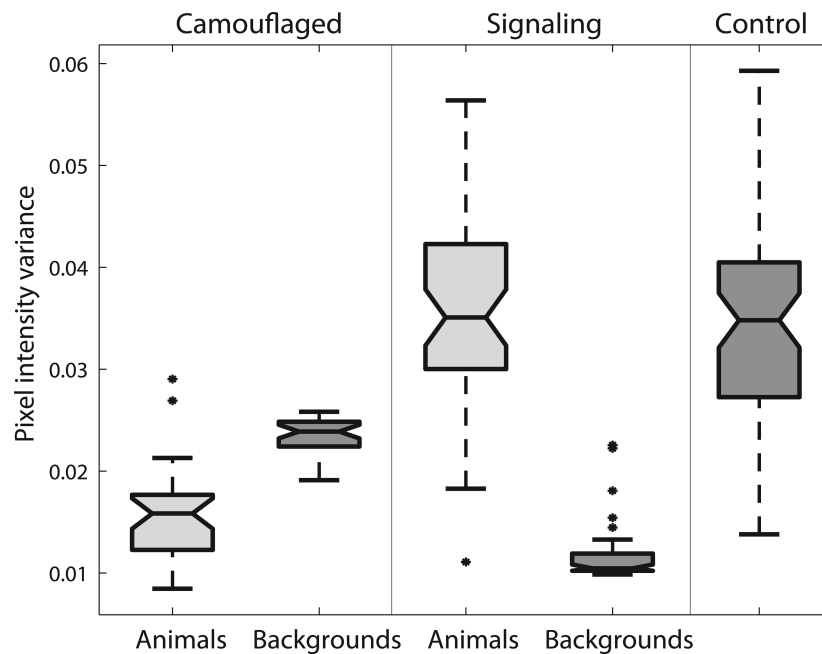 Camouflaged Signaling Control
0.06
0.05
0.04
0.03
0.02
0.01
Pixel intensity variance
Animals Backgrounds Animals Backgrounds